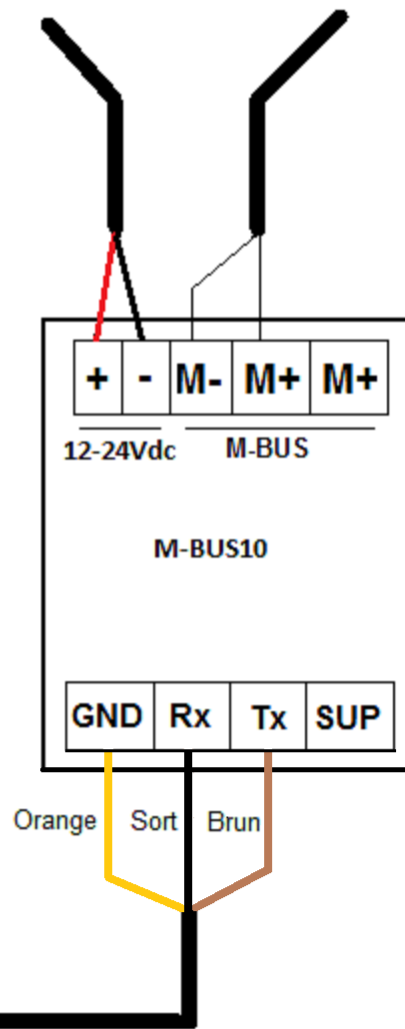 + - M- M+ M+
12-24Vdc M-BUS
M-BUS10
GND Rx Tx SUP
Orange Sort Brun